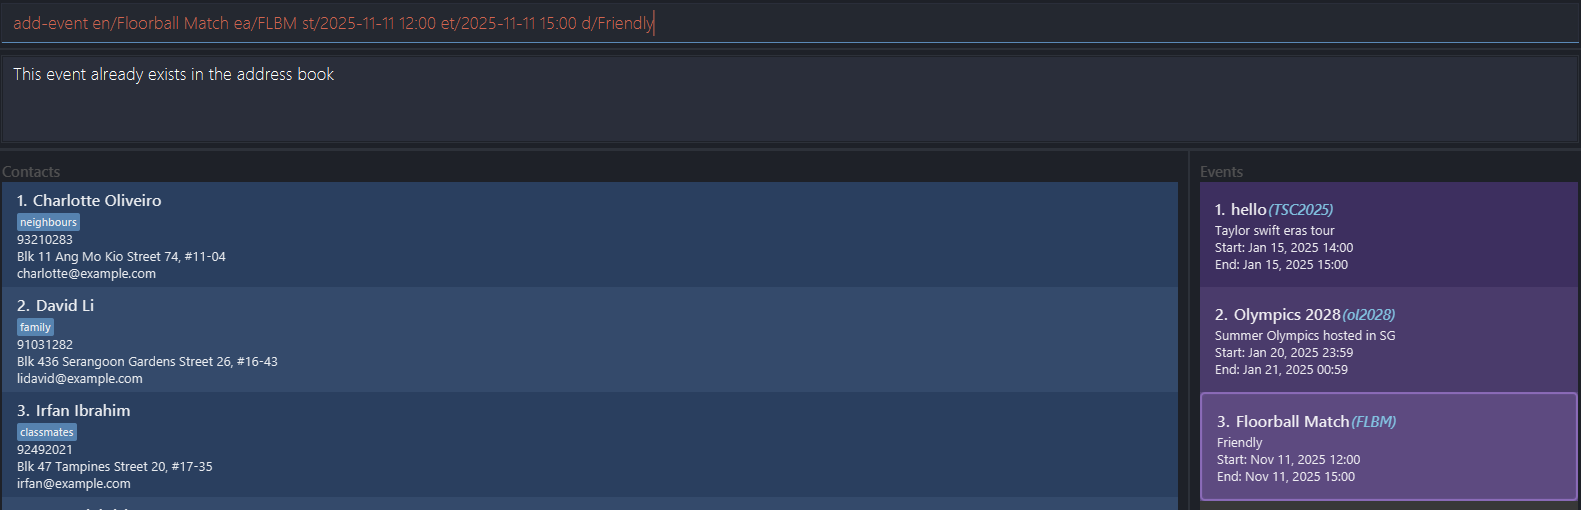 add-event en/Floorball Match ea/FLBM st/2025-11-11 12:00 et/2025-11-11 15:00 d/Friendly
This event already exists in the address book
Contacts
1. Charlotte Oliveiro
neighbours
93210283
Blk 11 Ang Mo Kio Street 74, #11-04
charlotte@example.com
2. David Li
family
91031282
Blk 436 Serangoon Gardens Street 26, #16-43
lidavid@example.com
3. Irfan Ibrahim
classmates
92492021
Blk 47 Tampines Street 20, #17-35
irfan@example.com
Events
1. hello(TSC2025)
Taylor swift eras tour
Start: Jan 15, 2025 14:00
End: Jan 15, 2025 15:00
2. Olympics 2028(ol2028)
Summer Olympics hosted in SG
Start: Jan 20, 2025 23:59
End: Jan 21, 2025 00:59
3. Floorball Match(FLBM)
Friendly
Start: Nov 11, 2025 12:00
End: Nov 11, 2025 15:00